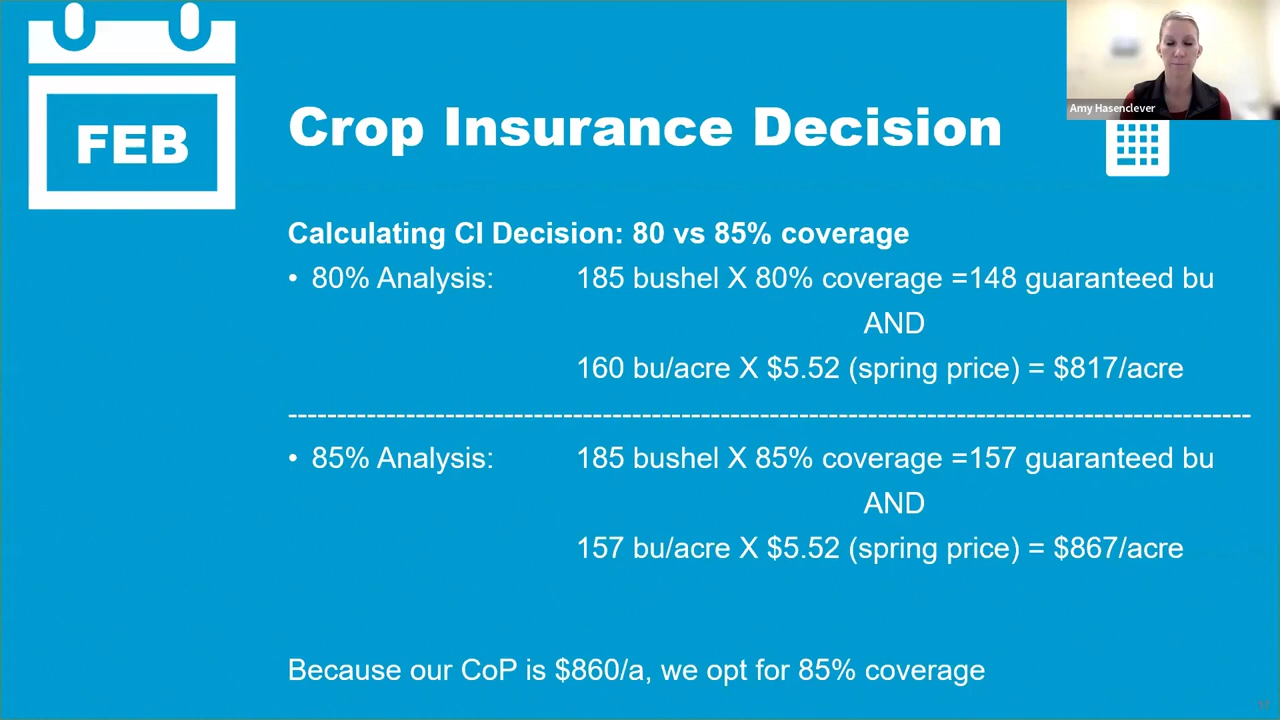 FEB
Crop Insurance Decision
Amy Hasenclever
Calculating CI Decision: 80 vs 85% coverage
• 80% Analysis: 185 bushel X 80% coverage =148 guaranteed bu
AND
160 bu/acre X $5.52 (spring price) = $817/acre
--------------------------------------------------------------------------------------------------
• 85% Analysis: 185 bushel X 85% coverage =157 guaranteed bu
AND
157 bu/acre X $5.52 (spring price) = $867/acre
Because our CoP is $860/a, we opt for 85% coverage